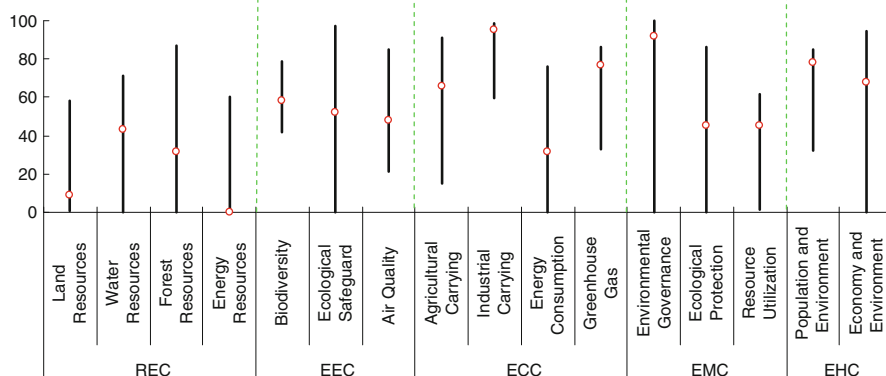 100
80
60
40
20
0
Land
Resources
Water
Resources
Forest
Resources
Energy
Resources
Biodiversity
Ecological
Safeguard
Air Quality
Agricultural
Carrying
Industrial
Carrying
Energy
Consumption
Greenhouse
Gas
Environmental
Governance
Ecological
Protection
Resource
Utilization
Population and
Environment
Economy and
Environment
REC
EEC
ECC
EMC
EHC